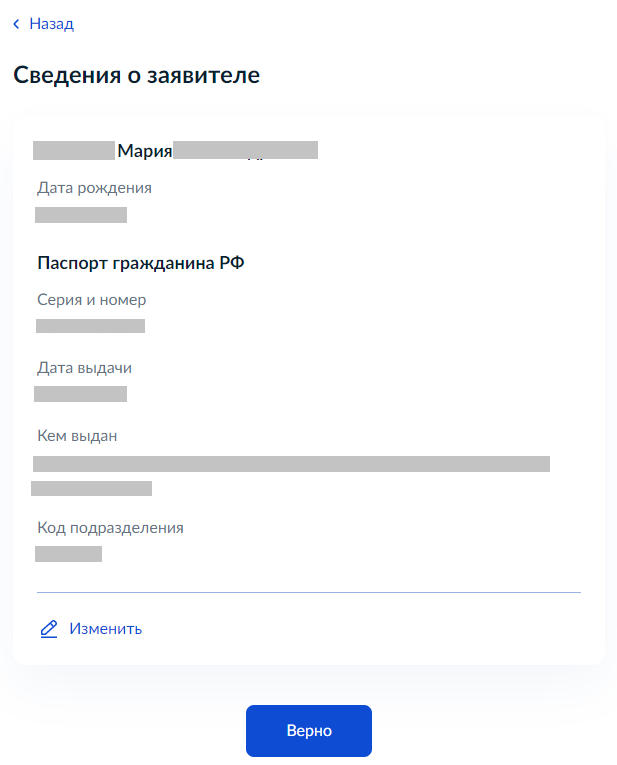 Назад
Сведения о заявителе
Мария
Дата рождения
Паспорт гражданина РФ
Серия и номер
Дата выдачи
Кем выдан
Код подразделения
Изменить
Верно